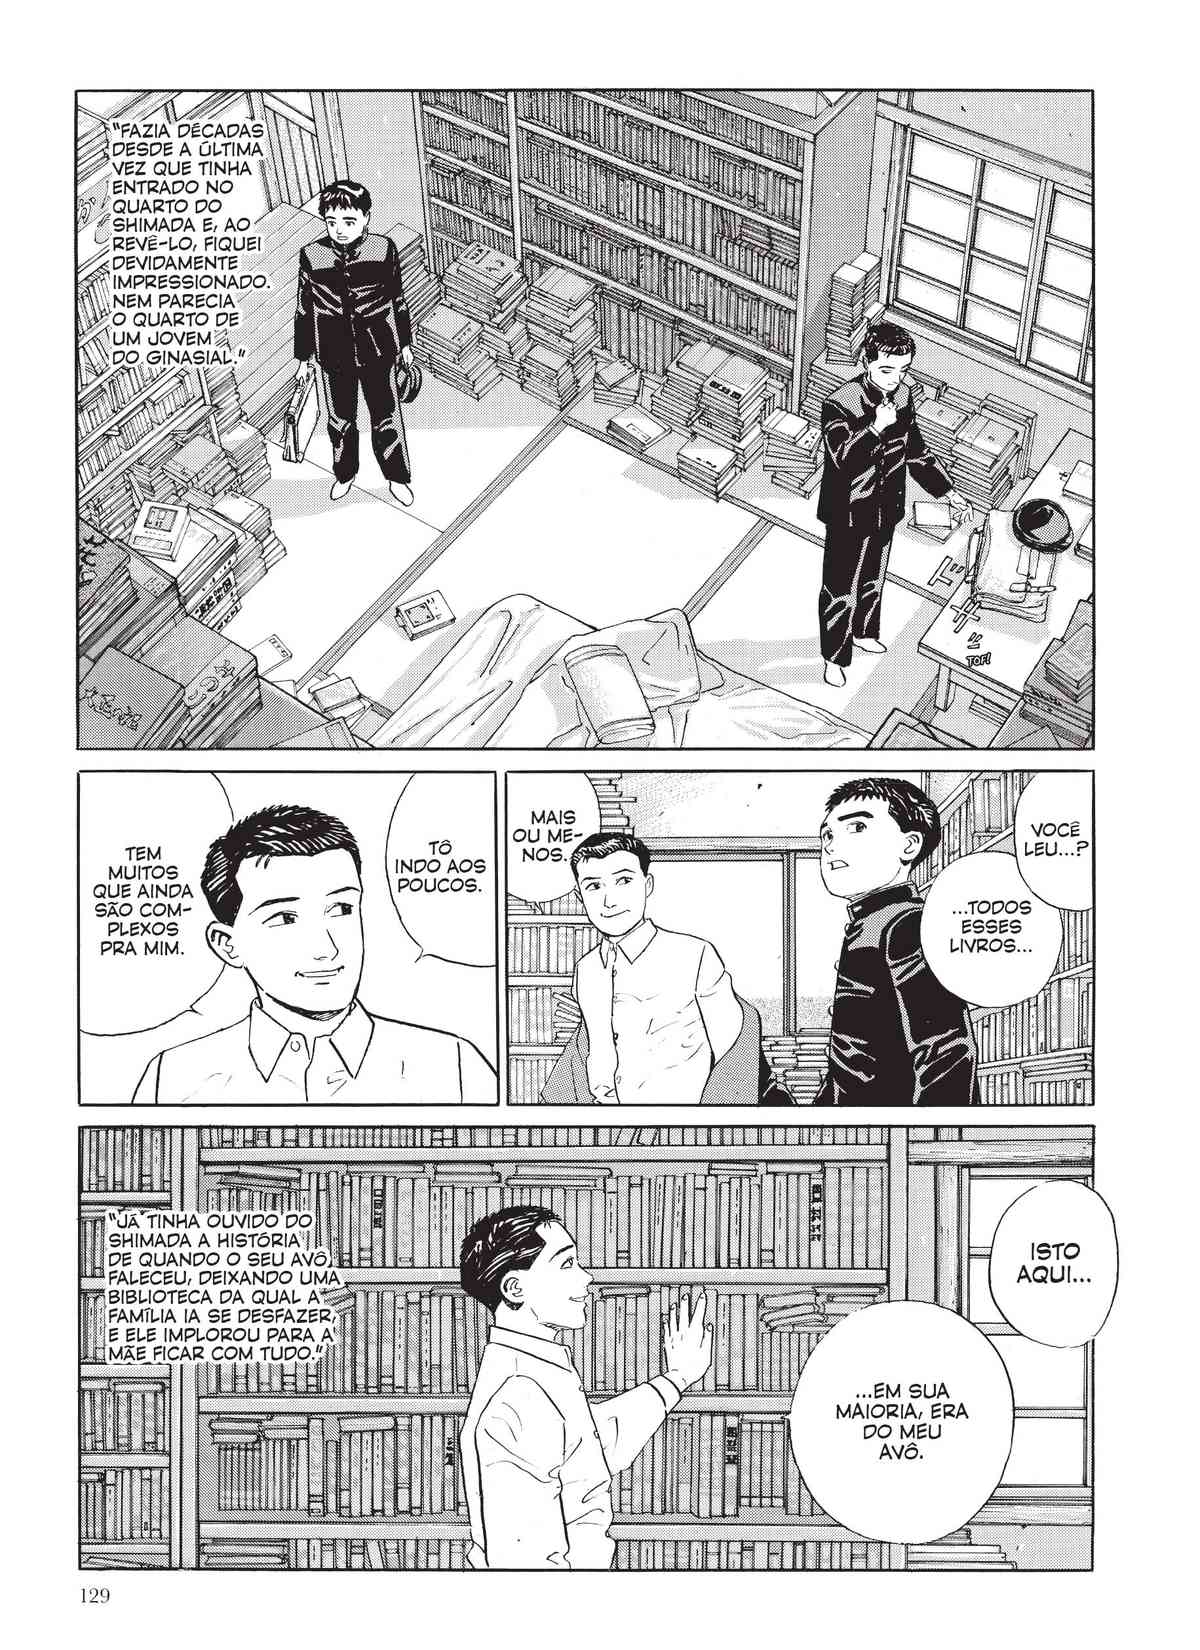 "FAZIA DÉCADAS
DESDE A ÚLTIMA
VEZ QUE TINHA
ENTRADO NO
QUARTO DO
SHIMADA E, AO
REVÊ-LO, FIQUEI
DEVIDAMENTE
IMPRESSIONADO.
NEM PARECIA
O QUARTO DE
UM JOVEM
DO GINASIAL."
ドサッ
TOF!
VOCÊ
LEU...?
...TODOS
ESSES
LIVROS...
MAIS
OU ME-
NOS.
TÔ
INDO AOS
POUCOS.
TEM
MUITOS
QUE AINDA
SÃO COM-
PLEXOS
PRA MIM.
ISTO
AQUI...
...EM SUA
MAIORIA, ERA
DO MEU
AVÔ.
"JÁ TINHA OUVIDO DO
SHIMADA A HISTÓRIA
DE QUANDO O SEU AVÔ
FALECEU, DEIXANDO UMA
BIBLIOTECA DA QUAL A
FAMÍLIA IA SE DESFAZER,
E ELE IMPLOROU PARA A
MÃE FICAR COM TUDO."
129